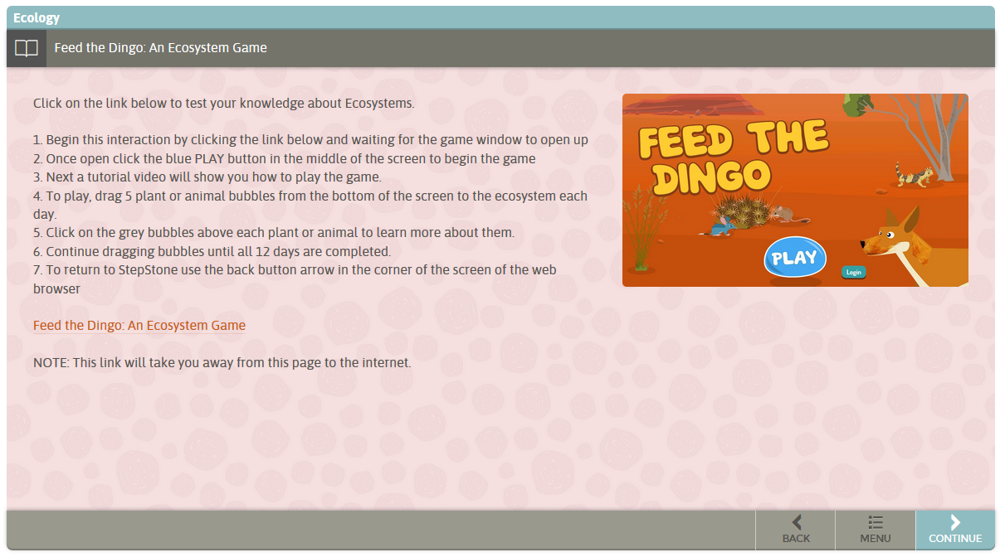 Ecology
Feed the Dingo: An Ecosystem Game
Click on the link below to test your knowledge about Ecosystems.
1. Begin this interaction by clicking the link below and waiting for the game window to open up
2. Once open click the blue PLAY button in the middle of the screen to begin the game
3. Next a tutorial video will show you how to play the game.
4. To play, drag 5 plant or animal bubbles from the bottom of the screen to the ecosystem each
day.
5. Click on the grey bubbles above each plant or animal to learn more about them.
6. Continue dragging bubbles until all 12 days are completed.
7. To return to StepStone use the back button arrow in the corner of the screen of the web
browser
Feed the Dingo: An Ecosystem Game
NOTE: This link will take you away from this page to the internet.
FEED THE
DINGO
PLAY
Login
BACK
MENU
CONTINUE